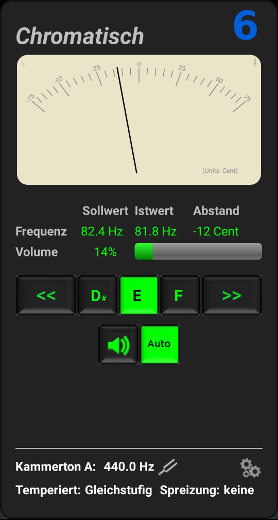 6
Chromatisch
-75 -50 -25 0 25 50 75
(Units: Cent)
Sollwert Istwert Abstand
Frequenz 82.4 Hz 81.8 Hz -12 Cent
Volume 14%
<< D# E F >>
Auto
Kammerton A: 440.0 Hz
Temperiert: Gleichstufig Spreizung: keine